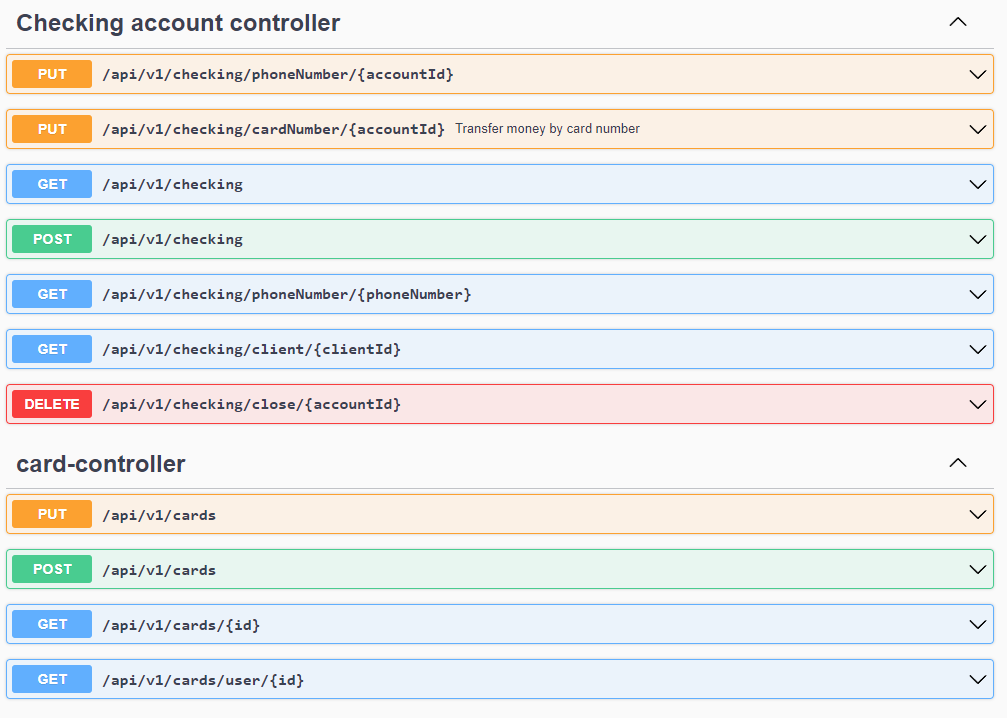 Checking account controller
PUT /api/v1/checking/phoneNumber/{accountId}
PUT /api/v1/checking/cardNumber/{accountId} Transfer money by card number
GET /api/v1/checking
POST /api/v1/checking
GET /api/v1/checking/phoneNumber/{phoneNumber}
GET /api/v1/checking/client/{clientId}
DELETE /api/v1/checking/close/{accountId}
card-controller
PUT /api/v1/cards
POST /api/v1/cards
GET /api/v1/cards/{id}
GET /api/v1/cards/user/{id}